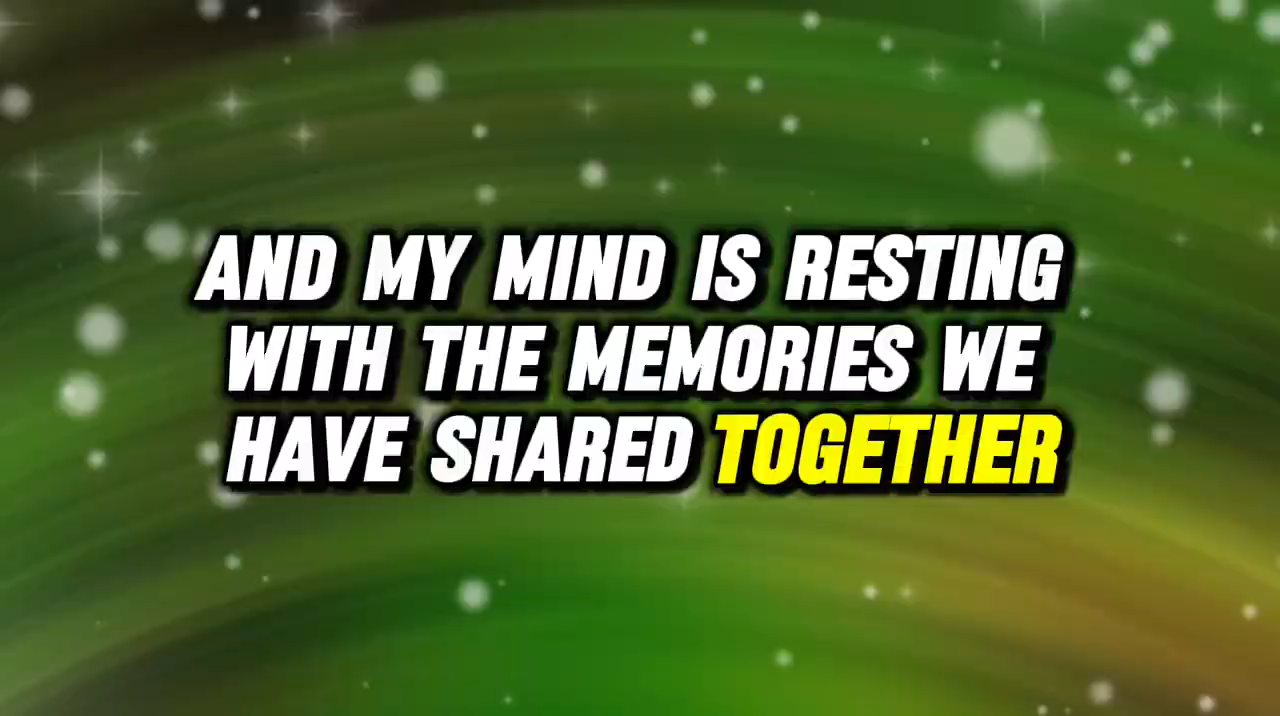 AND MY MIND IS RESTING
WITH THE MEMORIES WE
HAVE SHARED TOGETHER